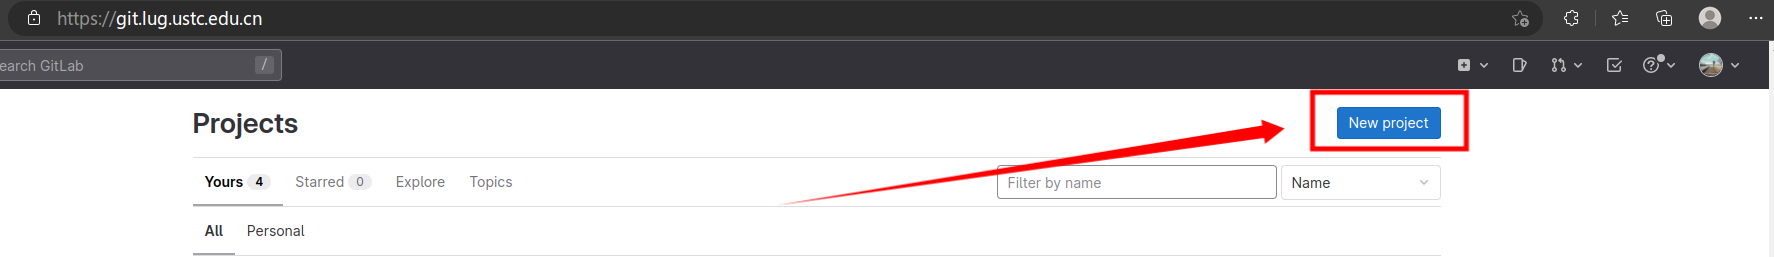 https://git.lug.ustc.edu.cn
earch GitLab /
Projects
New project
Yours 4 Starred 0 Explore Topics
Filter by name
Name
All Personal